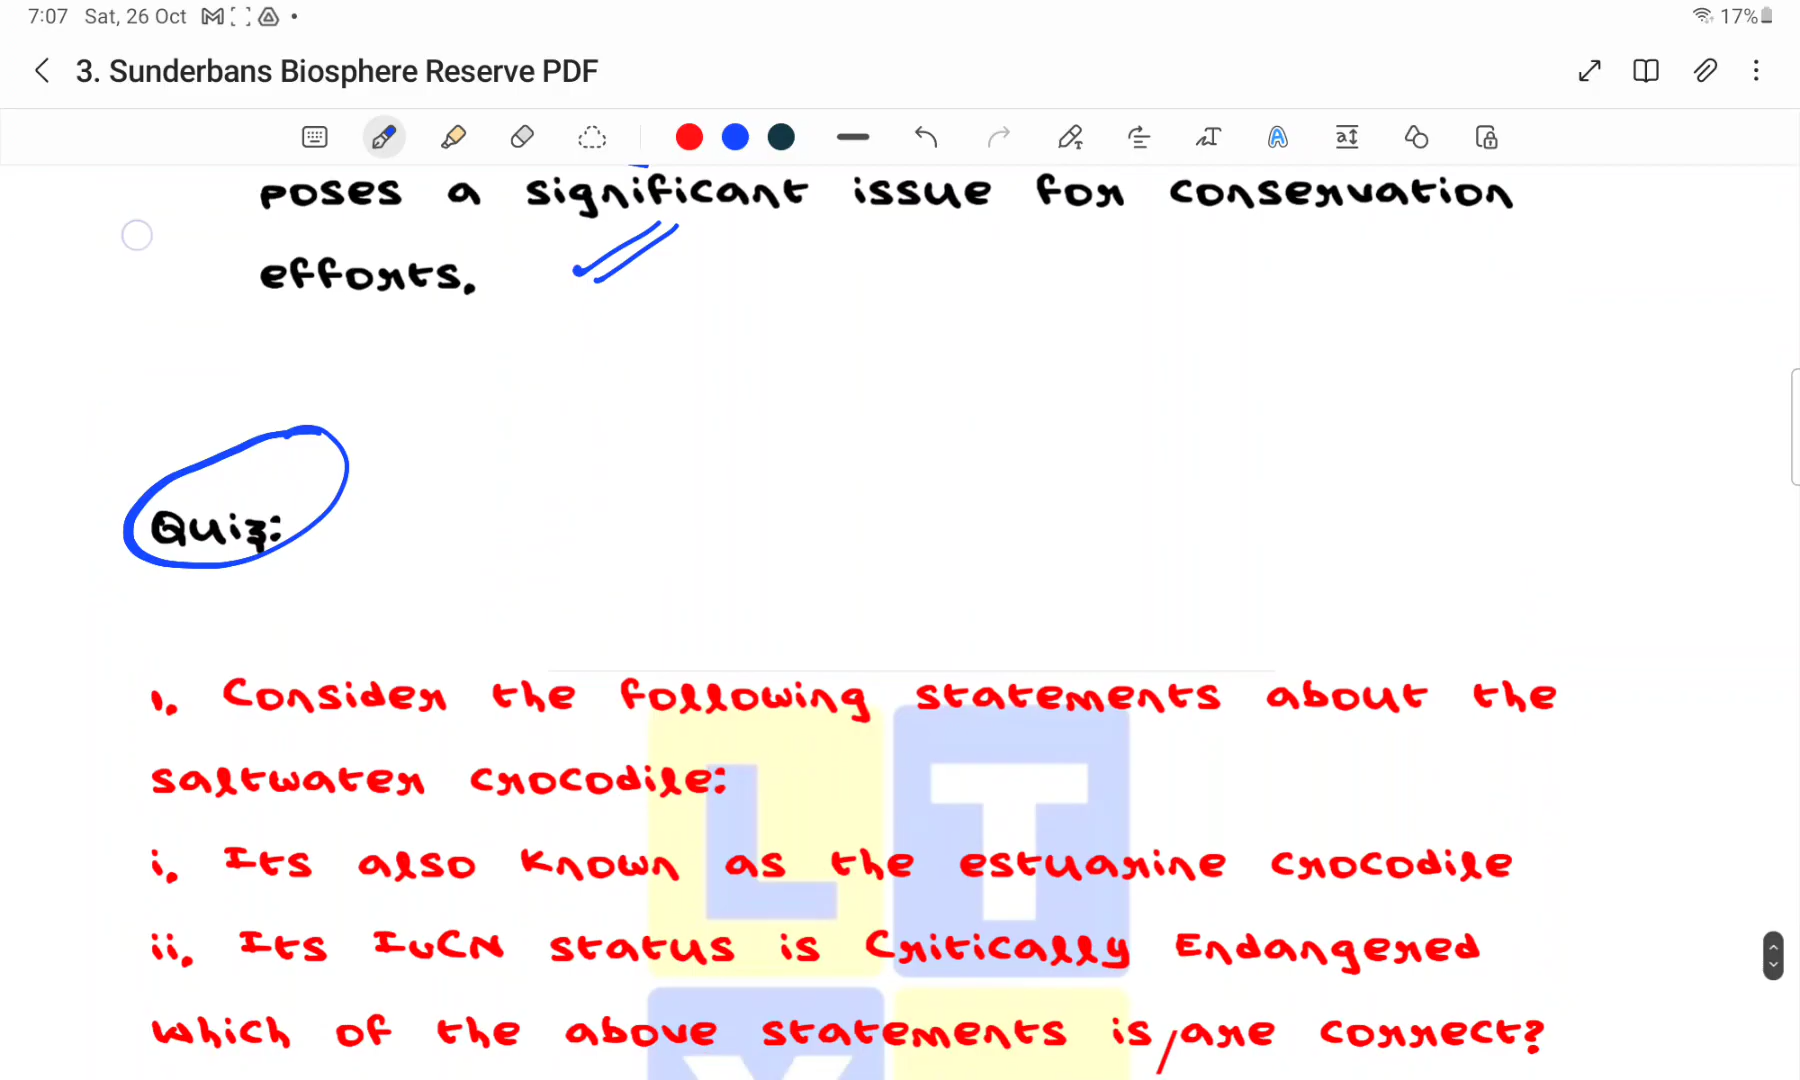 7:07 Sat, 26 Oct 17%
3. Sunderbans Biosphere Reserve PDF
poses a significant issue for conservation
efforts.
Quiz:
1. Consider the following statements about the
saltwater crocodile:
i. Its also known as the estuarine crocodile
ii. Its IUCN status is Critically Endangered
Which of the above statements is/are correct?
L T
Y